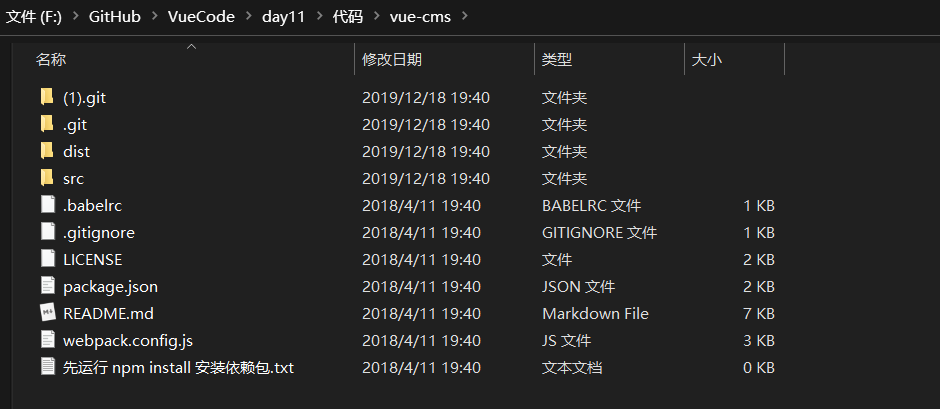 文件 (F:) > GitHub > VueCode > day11 > 代码 > vue-cms >
名称 修改日期 类型 大小
(1).git 2019/12/18 19:40 文件夹
.git 2019/12/18 19:40 文件夹
dist 2019/12/18 19:40 文件夹
src 2019/12/18 19:40 文件夹
.babelrc 2018/4/11 19:40 BABELRC 文件 1 KB
.gitignore 2018/4/11 19:40 GITIGNORE 文件 1 KB
LICENSE 2018/4/11 19:40 文件 2 KB
package.json 2018/4/11 19:40 JSON 文件 2 KB
README.md 2018/4/11 19:40 Markdown File 7 KB
webpack.config.js 2018/4/11 19:40 JS 文件 3 KB
先运行 npm install 安装依赖包.txt 2018/4/11 19:40 文本文档 0 KB